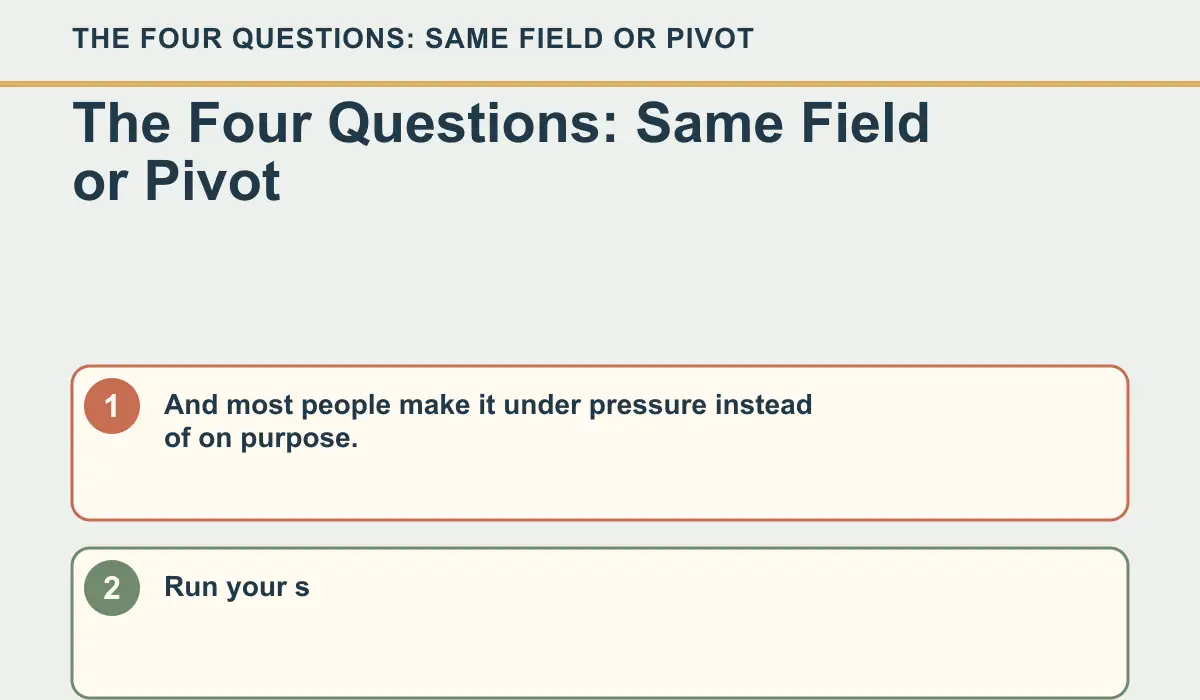 THE FOUR QUESTIONS: SAME FIELD OR PIVOT
The Four Questions: Same Field
or Pivot
1
And most people make it under pressure instead
of on purpose.
2
Run your s